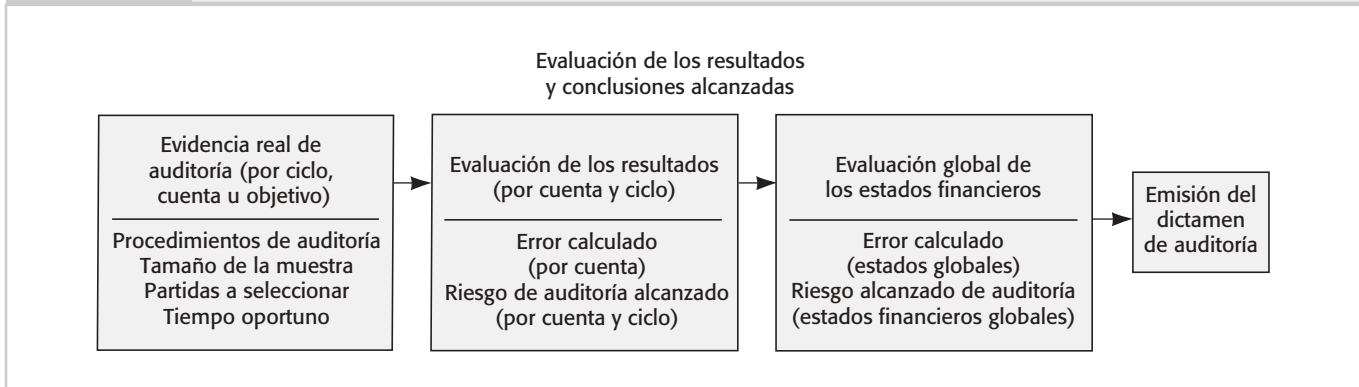 Evaluación de los resultados
y conclusiones alcanzadas
Evidencia real de
auditoría (por ciclo,
cuenta u objetivo)
Procedimientos de auditoría
Tamaño de la muestra
Partidas a seleccionar
Tiempo oportuno
Evaluación de los resultados
(por cuenta y ciclo)
Error calculado
(por cuenta)
Riesgo de auditoría alcanzado
(por cuenta y ciclo)
Evaluación global de
los estados financieros
Error calculado
(estados globales)
Riesgo alcanzado de auditoría
(estados financieros globales)
Emisión del
dictamen
de auditoría